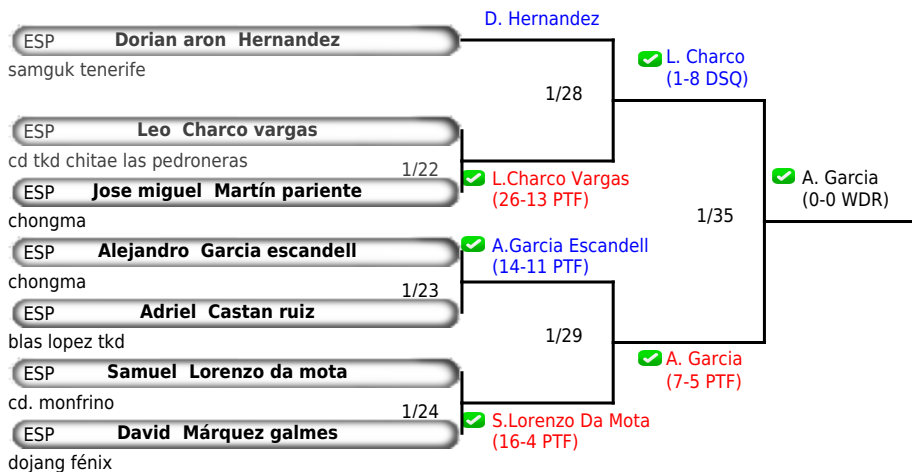 D. Hernandez
ESP Dorian aron Hernandez
samguk tenerife
L. Charco
(1-8 DSQ)
1/28
ESP Leo Charco vargas
cd tkd chitae las pedroneras
1/22
L.Charco Vargas
(26-13 PTF)
ESP Jose miguel Martín pariente
chongma
A. Garcia
(0-0 WDR)
1/35
ESP Alejandro Garcia escandell
chongma
A.Garcia Escandell
(14-11 PTF)
1/23
ESP Adriel Castan ruiz
blas lopez tkd
1/29
A. Garcia
(7-5 PTF)
ESP Samuel Lorenzo da mota
cd. monfrino
1/24
S.Lorenzo Da Mota
(16-4 PTF)
ESP David Márquez galmes
dojang fénix